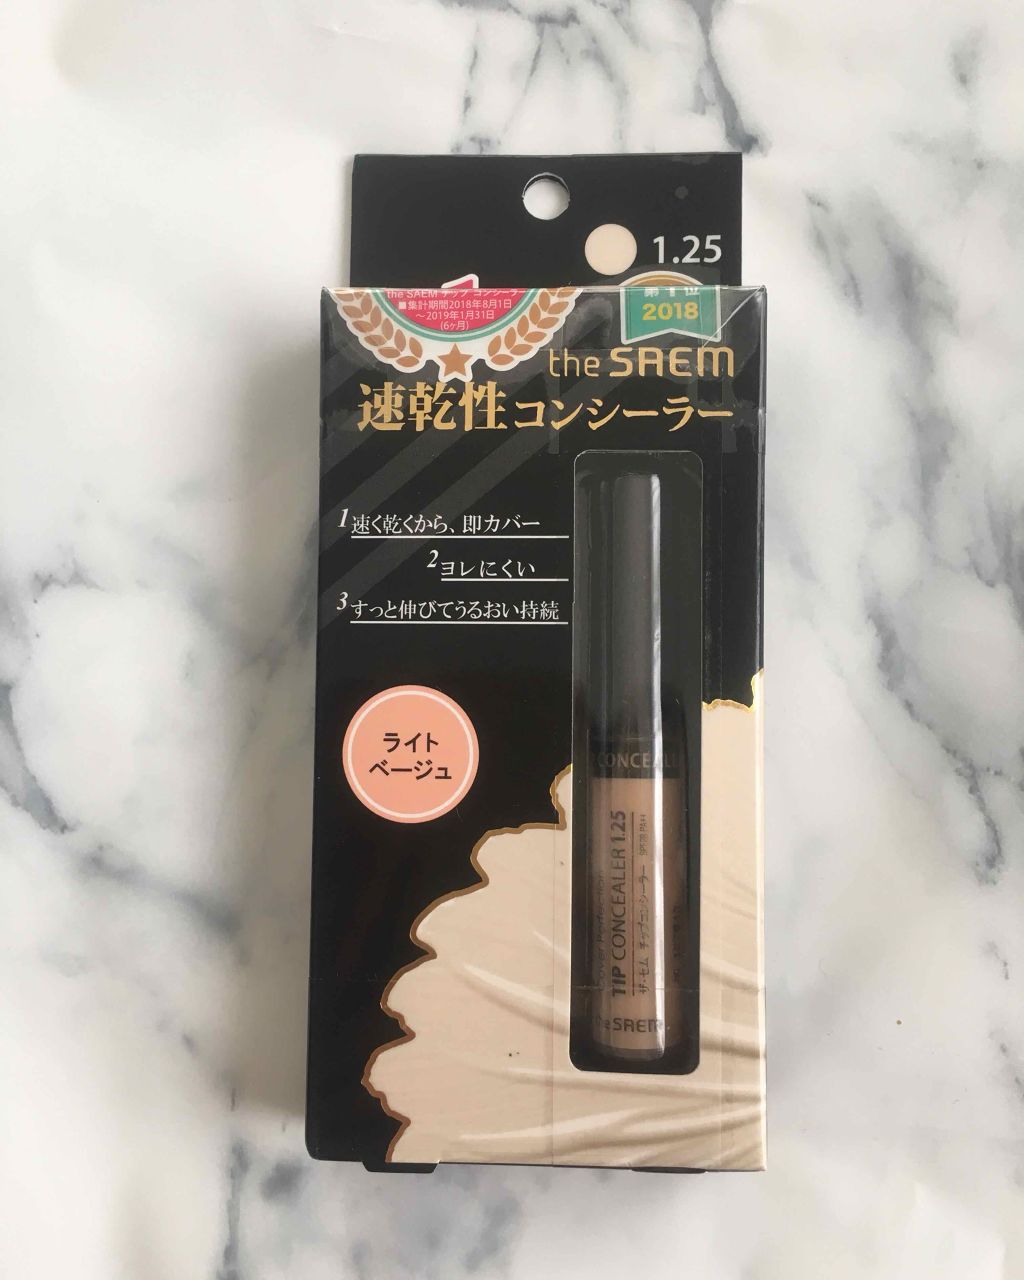 1.25
the SAEM チップ コンシーラー
■集計期間2018年8月1日
～2019年1月31日
(6ヶ月)
第1位
2018
the SAEM
速乾性コンシーラー
1 速く乾くから、即カバー
2 ヨレにくい
3 すっと伸びてうるおい持続
ライト
ベージュ
CONCEAL
Cover Perfection
TIP CONCEALER 1.25
ザ・セム チップコンシーラー SPF28 PA++
the SAEM